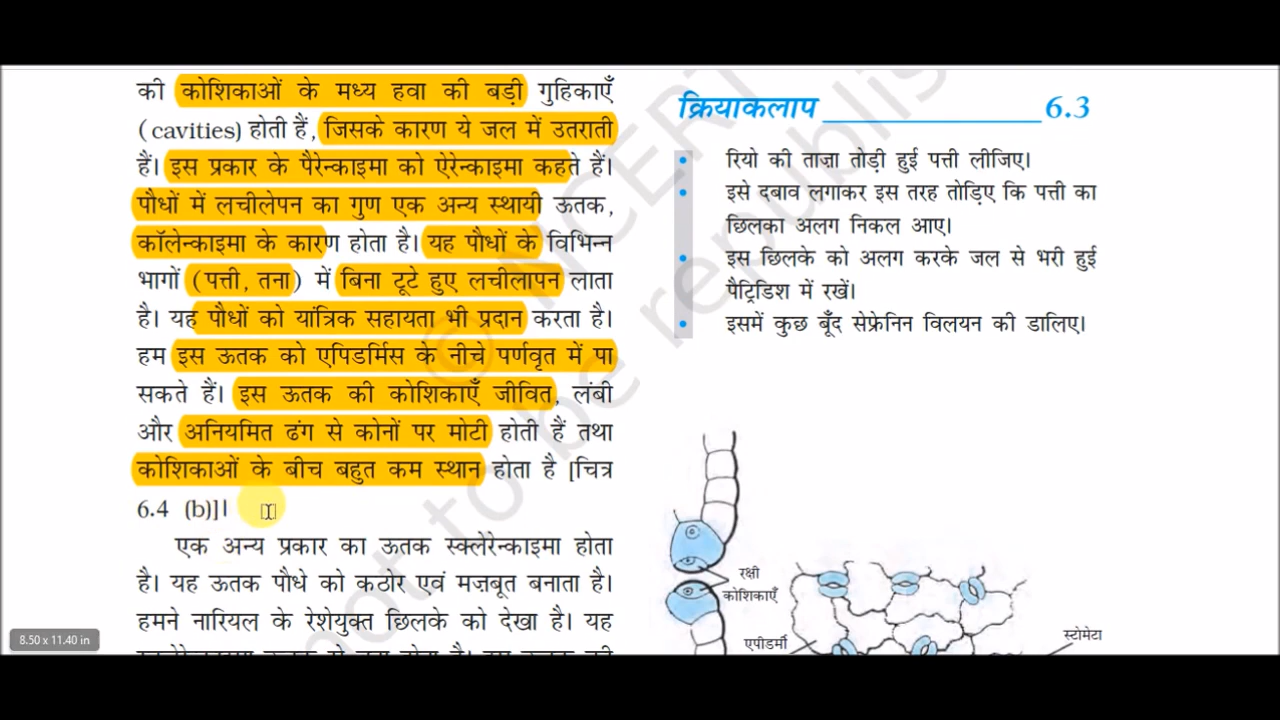 की कोशिकाओं के मध्य हवा की बड़ी गुहिकाएँ
(cavities) होती हैं, जिसके कारण ये जल में उतराती
हैं। इस प्रकार के पैरेन्काइमा को ऐरेन्काइमा कहते हैं।
पौधों में लचीलेपन का गुण एक अन्य स्थायी ऊतक,
कॉलेन्काइमा के कारण होता है। यह पौधों के विभिन्न
भागों (पत्ती, तना) में बिना टूटे हुए लचीलापन लाता
है। यह पौधों को यांत्रिक सहायता भी प्रदान करता है।
हम इस ऊतक को एपिडर्मिस के नीचे पर्णवृत में पा
सकते हैं। इस ऊतक की कोशिकाएँ जीवित, लंबी
और अनियमित ढंग से कोनों पर मोटी होती हैं तथा
कोशिकाओं के बीच बहुत कम स्थान होता है [चित्र
6.4 (b)]।
एक अन्य प्रकार का ऊतक स्क्लेरेन्काइमा होता
है। यह ऊतक पौधे को कठोर एवं मज़बूत बनाता है।
हमने नारियल के रेशेयुक्त छिलके को देखा है। यह
क्रियाकलाप 6.3
• रियो की ताज़ा तोड़ी हुई पत्ती लीजिए।
• इसे दबाव लगाकर इस तरह तोड़िए कि पत्ती का
छिलका अलग निकल आए।
• इस छिलके को अलग करके जल से भरी हुई
पैट्रिडिश में रखें।
• इसमें कुछ बूँद सेफ्रेनिन विलयन की डालिए।
रक्षी
कोशिकाएँ
एपीडर्मी
स्टोमेटा
© NCERT
not to be republis
8.50 x 11.40 in